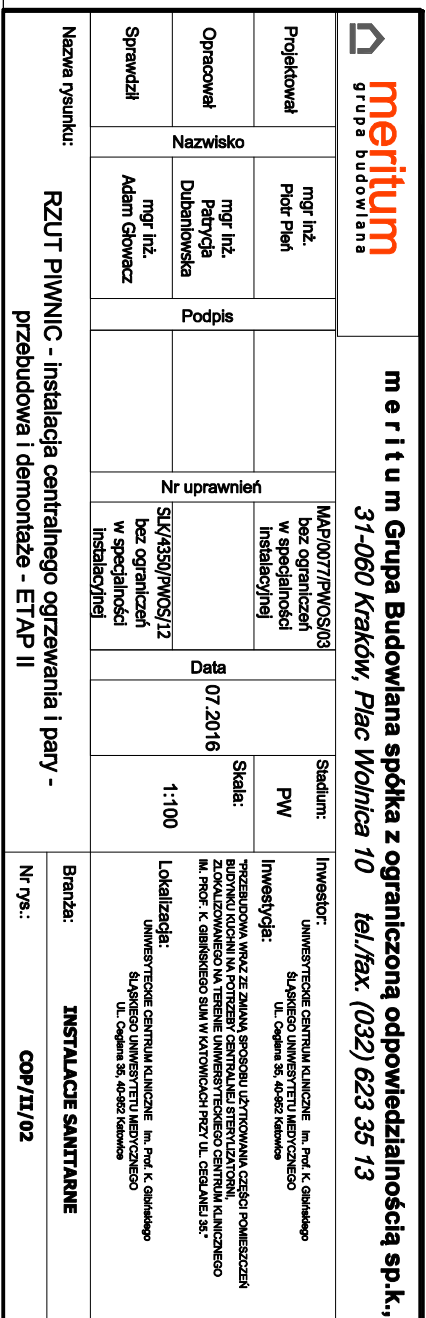 meritum
grupa budowlana
m e r i t u m Grupa Budowlana spółka z ograniczoną odpowiedzialnością sp.k.,
31-060 Kraków, Plac Wolnica 10 tel./fax. (032) 623 35 13
Nazwisko
Podpis
Nr uprawnień
Data
Projektował
mgr inż.
Piotr Pleń
MAP/0077/PWOS/03
bez ograniczeń
w specjalności
instalacyjnej
Opracował
mgr inż.
Patrycja
Dubaniowska
Sprawdził
mgr inż.
Adam Głowacz
SLK/4350/PWOS/12
bez ograniczeń
w specjalności
instalacyjnej
07.2016
Stadium:
PW
Skala:
1:100
Inwestor:
UNIWESYTECKIE CENTRUM KLINICZNE Im. Prof. K. Gibińskiego
ŚLĄSKIEGO UNIWESYTETU MEDYCZNEGO
UL. Ceglana 35, 40-952 Katowice
Inwestycja:
"PRZEBUDOWA WRAZ ZE ZMIANĄ SPOSOBU UŻYTKOWANIA CZĘŚCI POMIESZCZEŃ
BUDYNKU KUCHNI NA POTRZEBY CENTRALNEJ STERYLIZATORNI,
ZLOKALIZOWANEGO NA TERENIE UNIWERSYTECKIEGO CENTRUM KLINICZNEGO
IM. PROF. K. GIBIŃSKIEGO SUM W KATOWICACH PRZY UL. CEGLANEJ 35."
Lokalizacja:
UNIWESYTECKIE CENTRUM KLINICZNE Im. Prof. K. Gibińskiego
ŚLĄSKIEGO UNIWESYTETU MEDYCZNEGO
UL. Ceglana 35, 40-952 Katowice
Nazwa rysunku:
RZUT PIWNIC - instalacja centralnego ogrzewania i pary -
przebudowa i demontaże - ETAP II
Branża:
INSTALACJE SANITARNE
Nr rys.:
COP/II/02